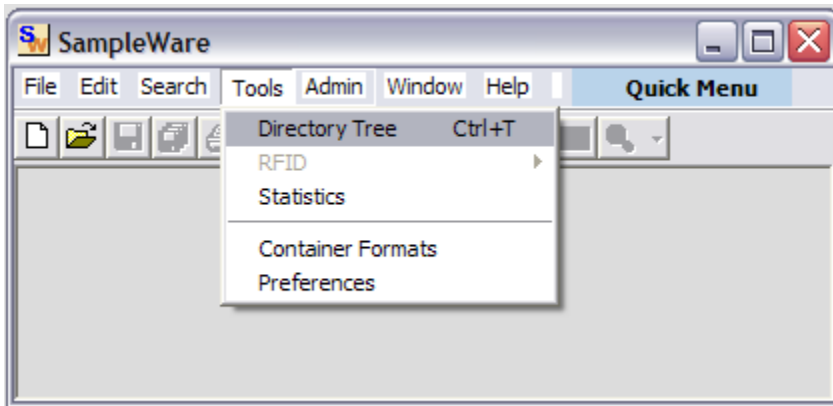 SW SampleWare
File Edit Search Tools Admin Window Help Quick Menu
Directory Tree Ctrl+T
RFID
Statistics
Container Formats
Preferences